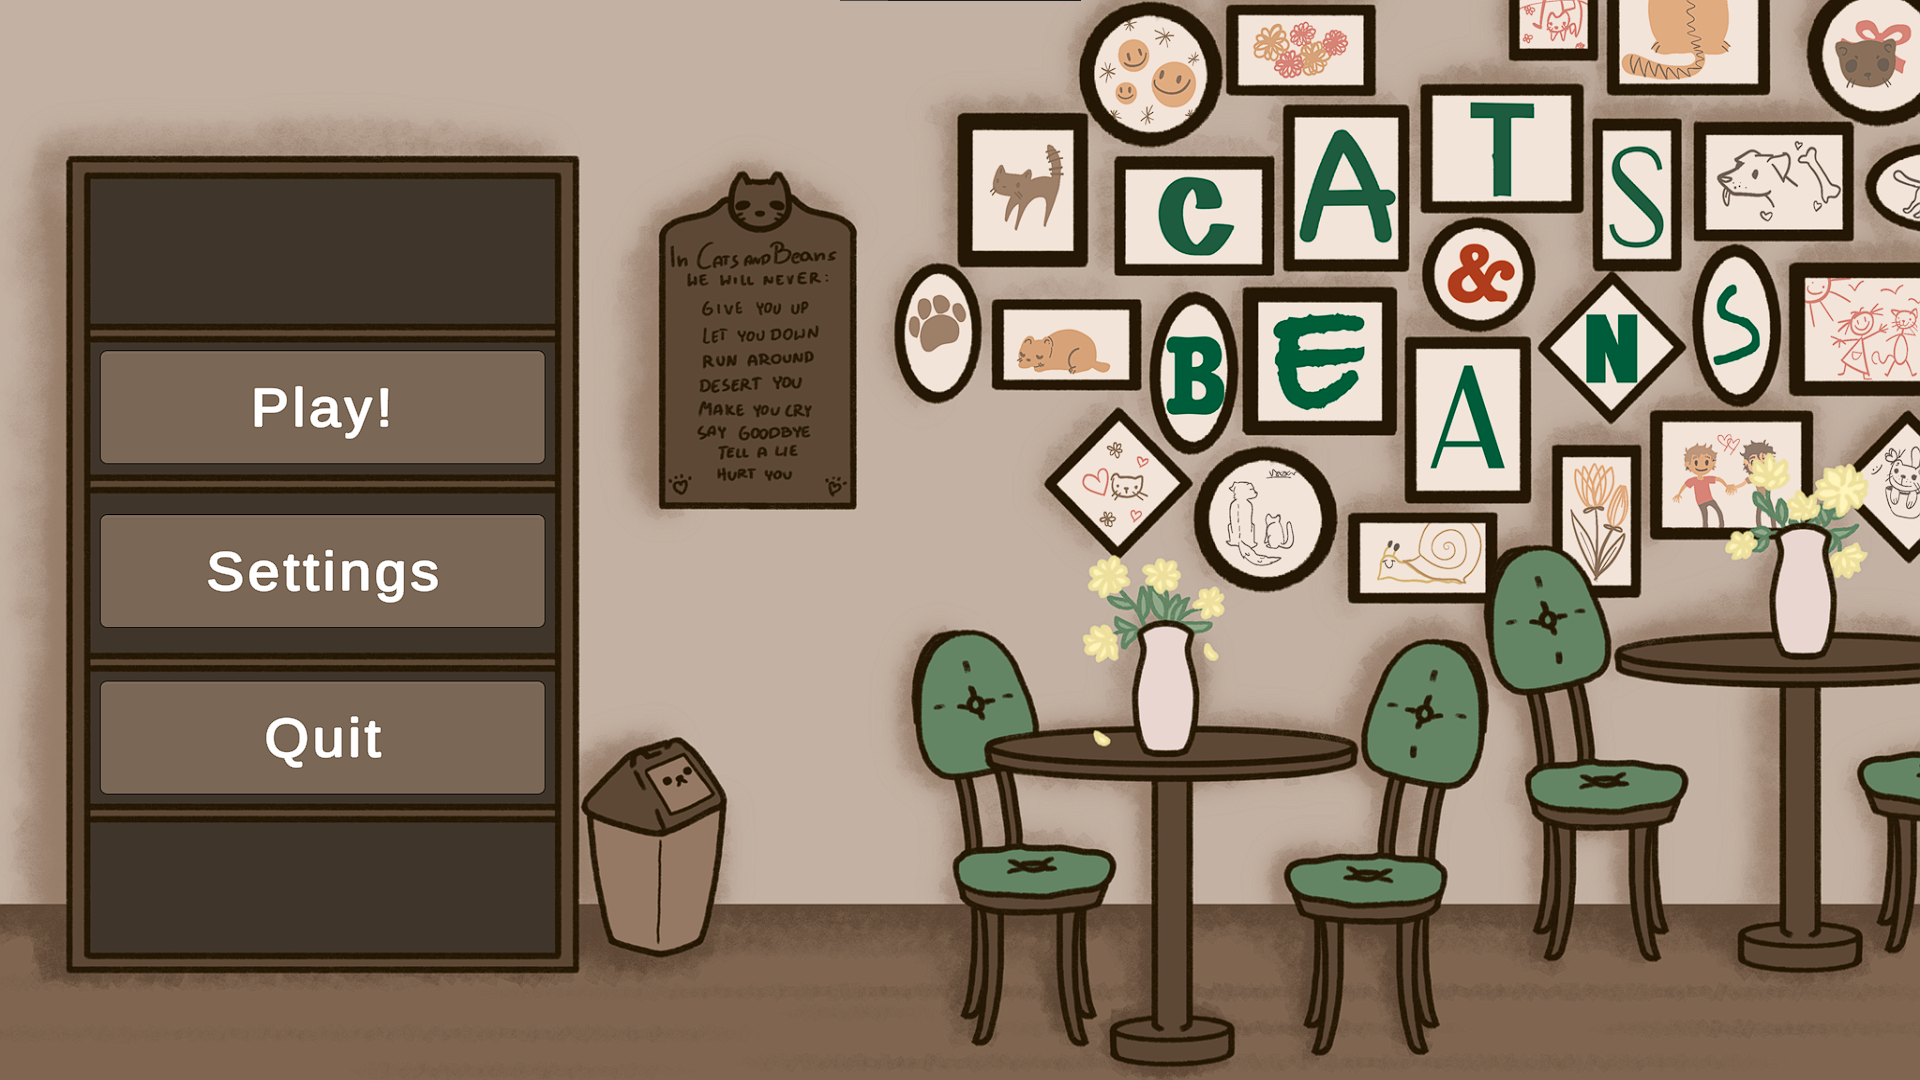 Play!
Settings
Quit
In CATS AND Beans
WE WILL NEVER:
GIVE YOU UP
LET YOU DOWN
RUN AROUND
DESERT YOU
MAKE YOU CRY
SAY GOODBYE
TELL A LIE
HURT YOU
CATS
&
BEANS